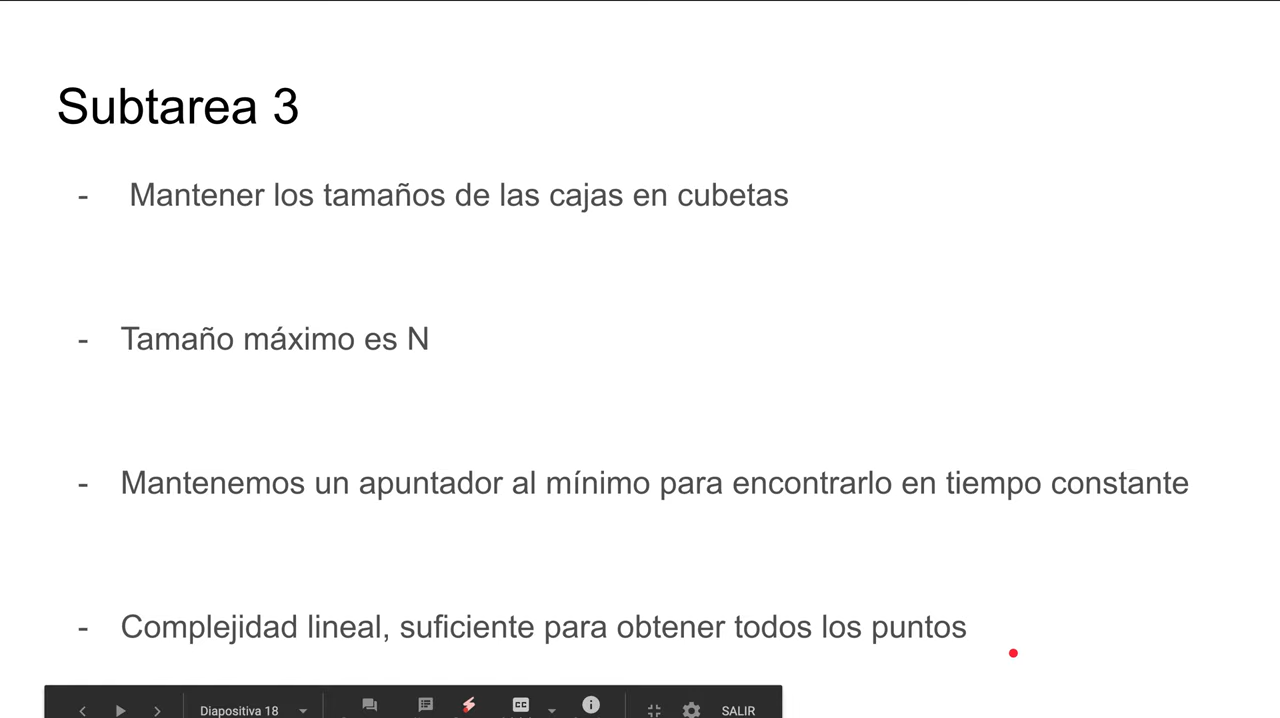 Subtarea 3
- Mantener los tamaños de las cajas en cubetas
- Tamaño máximo es N
- Mantenemos un apuntador al mínimo para encontrarlo en tiempo constante
- Complejidad lineal, suficiente para obtener todos los puntos
Diapositiva 18 CC SALIR